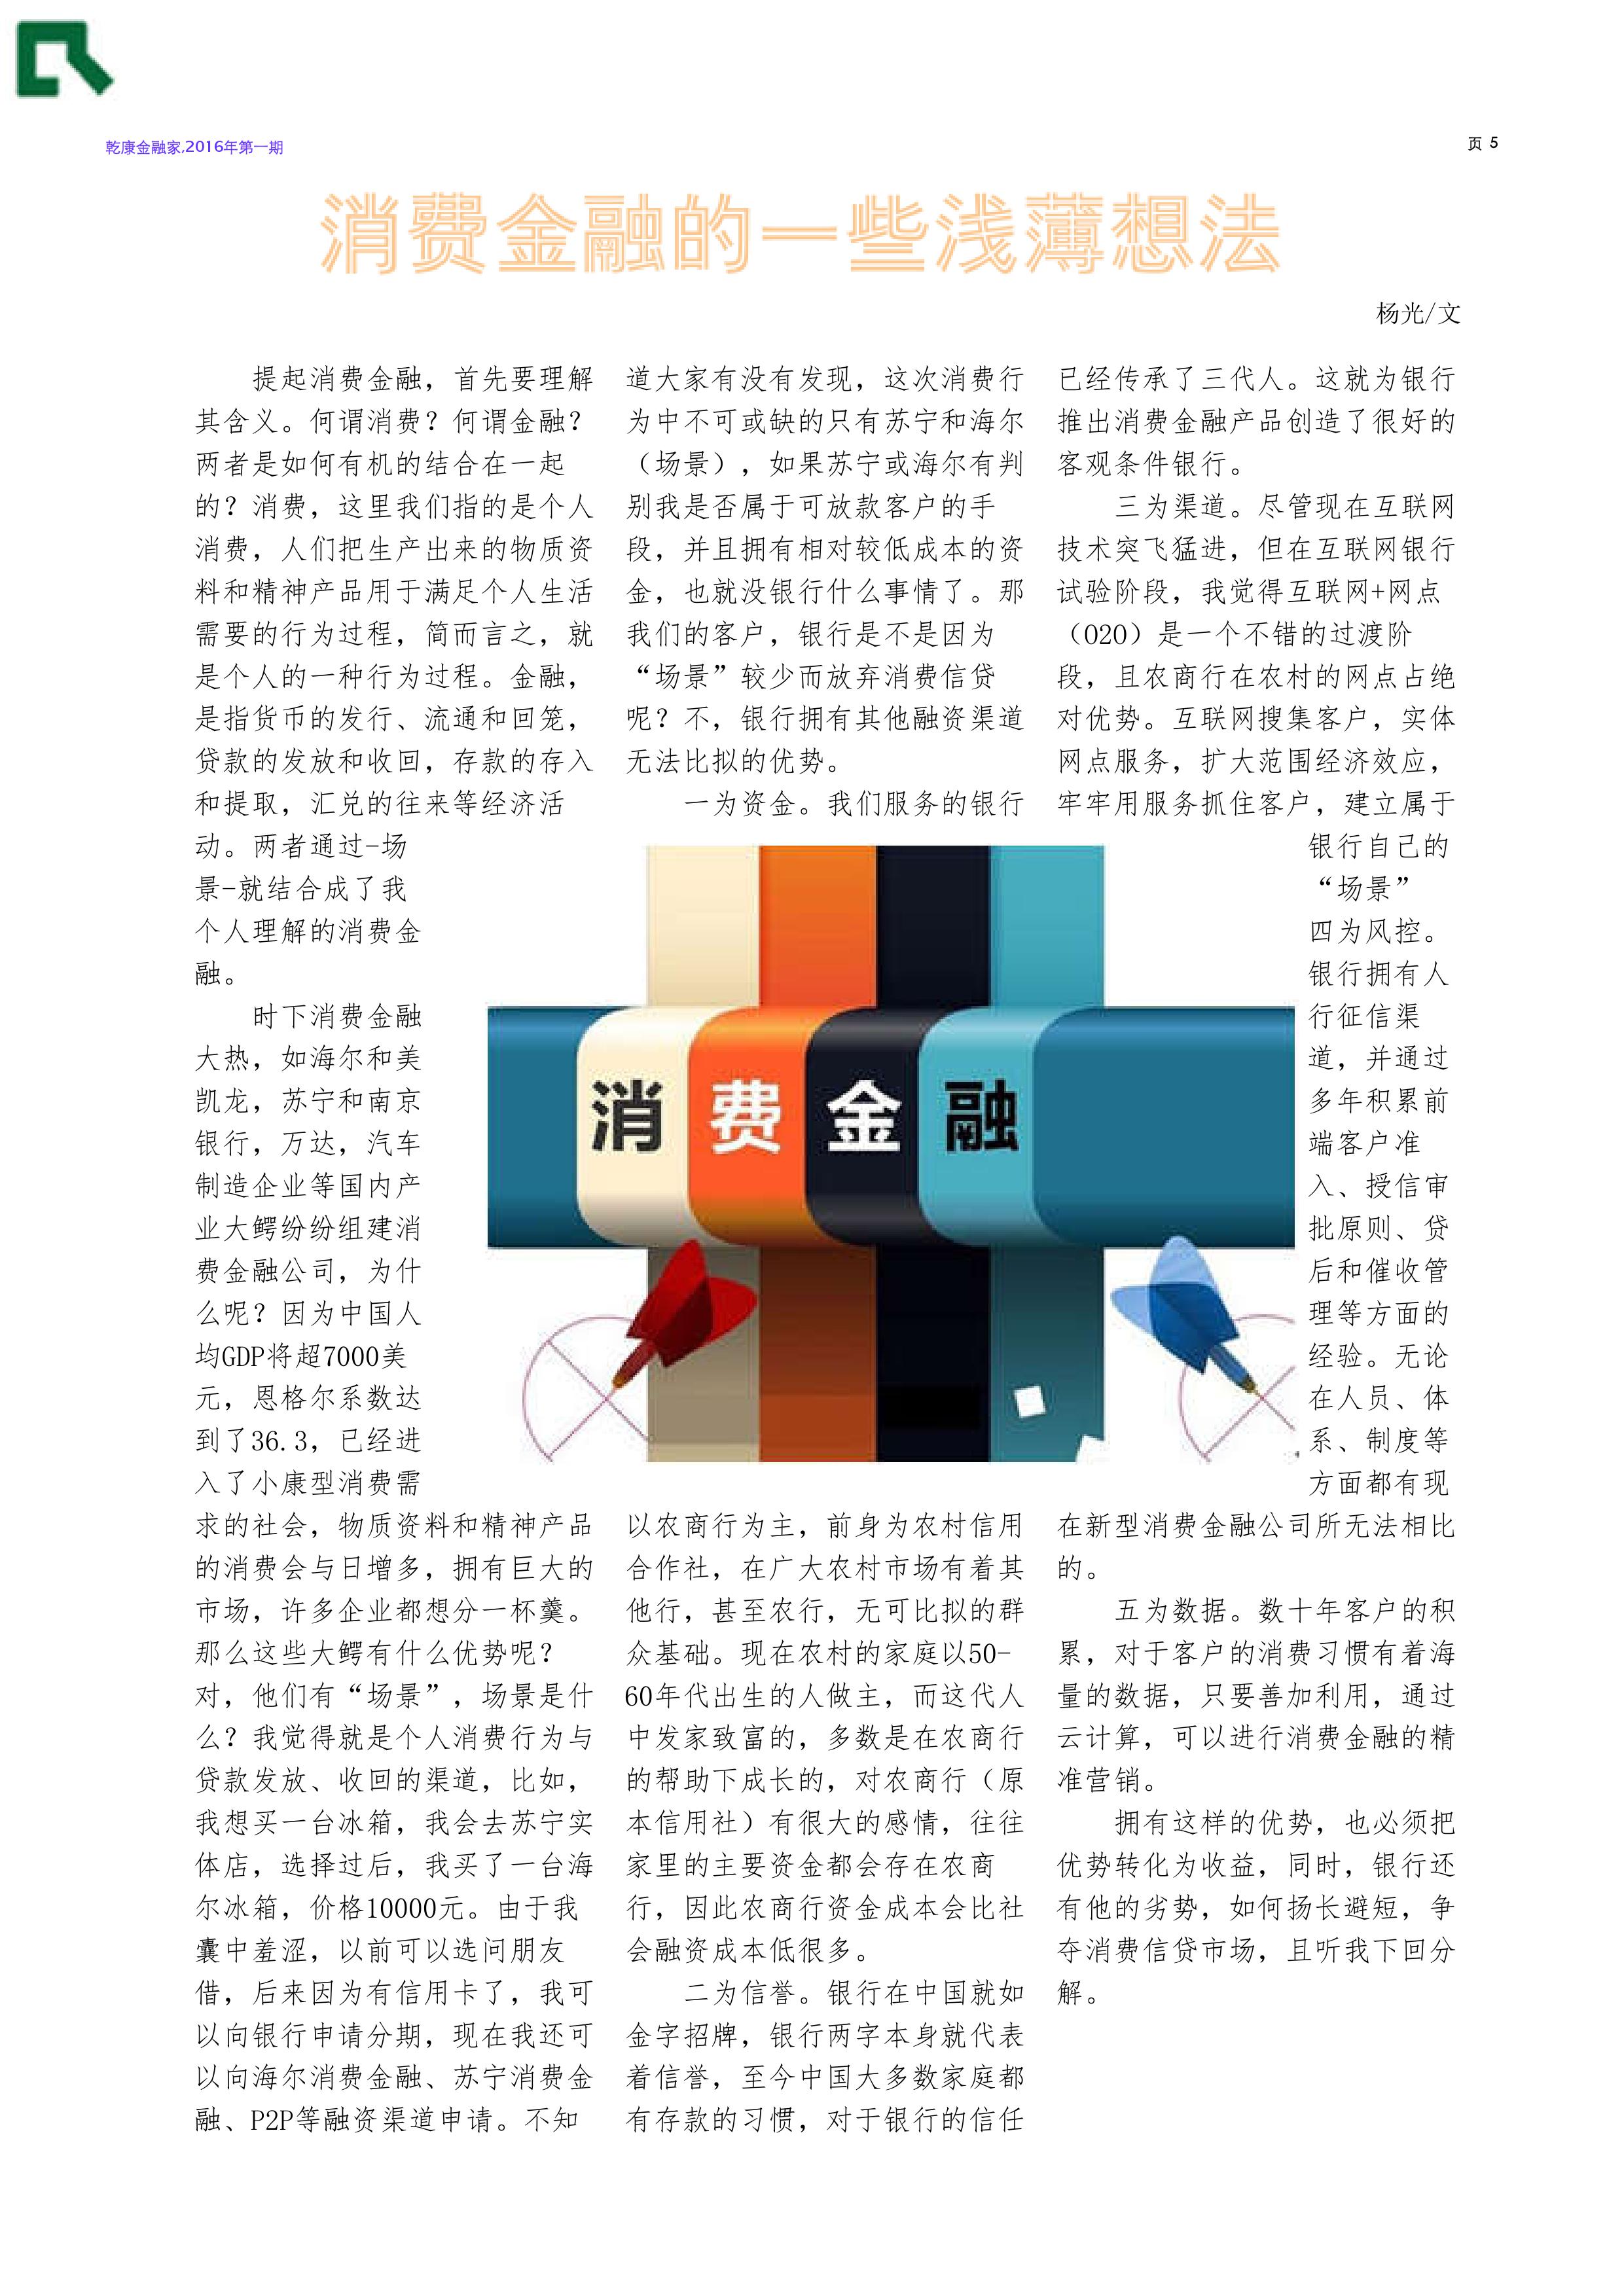 乾康金融家,2016年第一期
页 5
消费金融的一些浅薄想法
杨光/文
提起消费金融，首先要理解
其含义。何谓消费？何谓金融？
两者是如何有机的结合在一起
的？消费，这里我们指的是个人
消费，人们把生产出来的物质资
料和精神产品用于满足个人生活
需要的行为过程，简而言之，就
是个人的一种行为过程。金融，
是指货币的发行、流通和回笼，
贷款的发放和收回，存款的存入
和提取，汇兑的往来等经济活
动。两者通过-场
景-就结合成了我
个人理解的消费金
融。
时下消费金融
大热，如海尔和美
凯龙，苏宁和南京
银行，万达，汽车
制造企业等国内产
业大鳄纷纷组建消
费金融公司，为什
么呢？因为中国人
均GDP将超7000美
元，恩格尔系数达
到了36.3，已经进
入了小康型消费需
求的社会，物质资料和精神产品
的消费会与日增多，拥有巨大的
市场，许多企业都想分一杯羹。
那么这些大鳄有什么优势呢？
对，他们有“场景”，场景是什
么？我觉得就是个人消费行为与
贷款发放、收回的渠道，比如，
我想买一台冰箱，我会去苏宁实
体店，选择过后，我买了一台海
尔冰箱，价格10000元。由于我
囊中羞涩，以前可以选问朋友
借，后来因为有信用卡了，我可
以向银行申请分期，现在我还可
以向海尔消费金融、苏宁消费金
融、P2P等融资渠道申请。不知
道大家有没有发现，这次消费行
为中不可或缺的只有苏宁和海尔
（场景），如果苏宁或海尔有判
别我是否属于可放款客户的手
段，并且拥有相对较低成本的资
金，也就没银行什么事情了。那
我们的客户，银行是不是因为
“场景”较少而放弃消费信贷
呢？不，银行拥有其他融资渠道
无法比拟的优势。
一为资金。我们服务的银行
消费金融
以农商行为主，前身为农村信用
合作社，在广大农村市场有着其
他行，甚至农行，无可比拟的群
众基础。现在农村的家庭以50-
60年代出生的人做主，而这代人
中发家致富的，多数是在农商行
的帮助下成长的，对农商行（原
本信用社）有很大的感情，往往
家里的主要资金都会存在农商
行，因此农商行资金成本会比社
会融资成本低很多。
二为信誉。银行在中国就如
金字招牌，银行两字本身就代表
着信誉，至今中国大多数家庭都
有存款的习惯，对于银行的信任
已经传承了三代人。这就为银行
推出消费金融产品创造了很好的
客观条件银行。
三为渠道。尽管现在互联网
技术突飞猛进，但在互联网银行
试验阶段，我觉得互联网+网点
（O2O）是一个不错的过渡阶
段，且农商行在农村的网点占绝
对优势。互联网搜集客户，实体
网点服务，扩大范围经济效应，
牢牢用服务抓住客户，建立属于
银行自己的
“场景”
四为风控。
银行拥有人
行征信渠
道，并通过
多年积累前
端客户准
入、授信审
批原则、贷
后和催收管
理等方面的
经验。无论
在人员、体
系、制度等
方面都有现
在新型消费金融公司所无法相比
的。
五为数据。数十年客户的积
累，对于客户的消费习惯有着海
量的数据，只要善加利用，通过
云计算，可以进行消费金融的精
准营销。
拥有这样的优势，也必须把
优势转化为收益，同时，银行还
有他的劣势，如何扬长避短，争
夺消费信贷市场，且听我下回分
解。